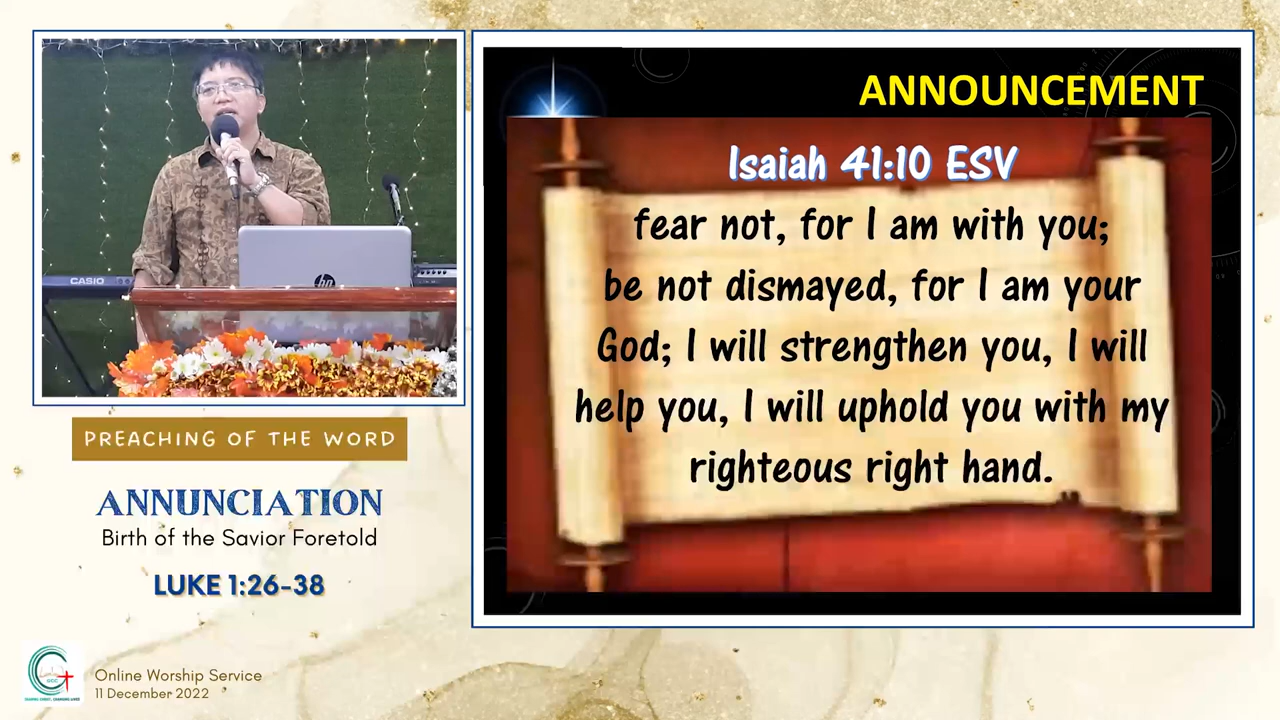 CASIO
hp
PREACHING OF THE WORD
ANNUNCIATION
Birth of the Savior Foretold
LUKE 1:26-38
Online Worship Service
11 December 2022
ANNOUNCEMENT
Isaiah 41:10 ESV
fear not, for I am with you;
be not dismayed, for I am your
God; I will strengthen you, I will
help you, I will uphold you with my
righteous right hand.